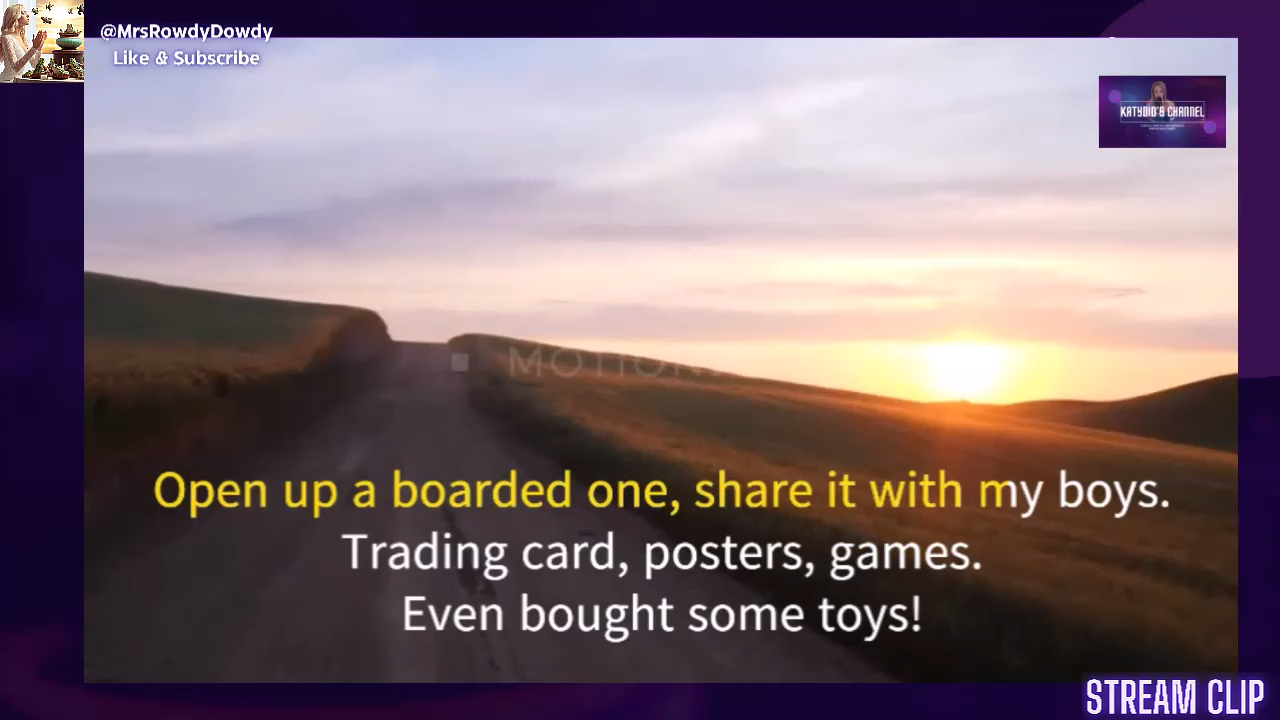 @MrsRowdyDowdy
Like & Subscribe
KATYDID'S CHANNEL
MOTION
Open up a boarded one, share it with my boys.
Trading card, posters, games.
Even bought some toys!
STREAM CLIP